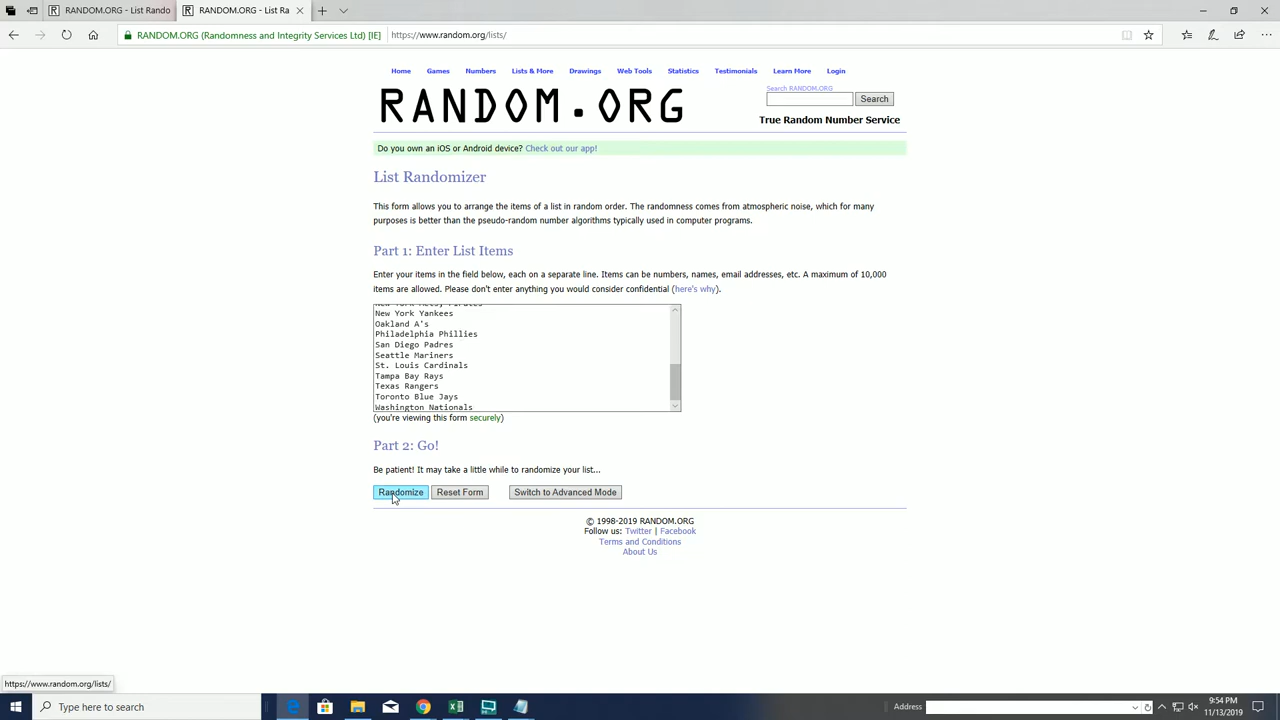 RANDOM.ORG - List Rando
RANDOM.ORG - List Ra
RANDOM.ORG (Randomness and Integrity Services Ltd) [IE]
https://www.random.org/lists/
Home Games Numbers Lists & More Drawings Web Tools Statistics Testimonials Learn More Login
RANDOM.ORG
Search RANDOM.ORG
Search
True Random Number Service
Do you own an iOS or Android device? Check out our app!
List Randomizer
This form allows you to arrange the items of a list in random order. The randomness comes from atmospheric noise, which for many
purposes is better than the pseudo-random number algorithms typically used in computer programs.
Part 1: Enter List Items
Enter your items in the field below, each on a separate line. Items can be numbers, names, email addresses, etc. A maximum of 10,000
items are allowed. Please don't enter anything you would consider confidential (here's why).
New York Yankees
Oakland A's
Philadelphia Phillies
San Diego Padres
Seattle Mariners
St. Louis Cardinals
Tampa Bay Rays
Texas Rangers
Toronto Blue Jays
Washington Nationals
(you're viewing this form securely)
Part 2: Go!
Be patient! It may take a little while to randomize your list...
Randomize Reset Form Switch to Advanced Mode
© 1998-2019 RANDOM.ORG
Follow us: Twitter | Facebook
Terms and Conditions
About Us
https://www.random.org/lists/
Type here to search
Address
9:54 PM
11/13/2019